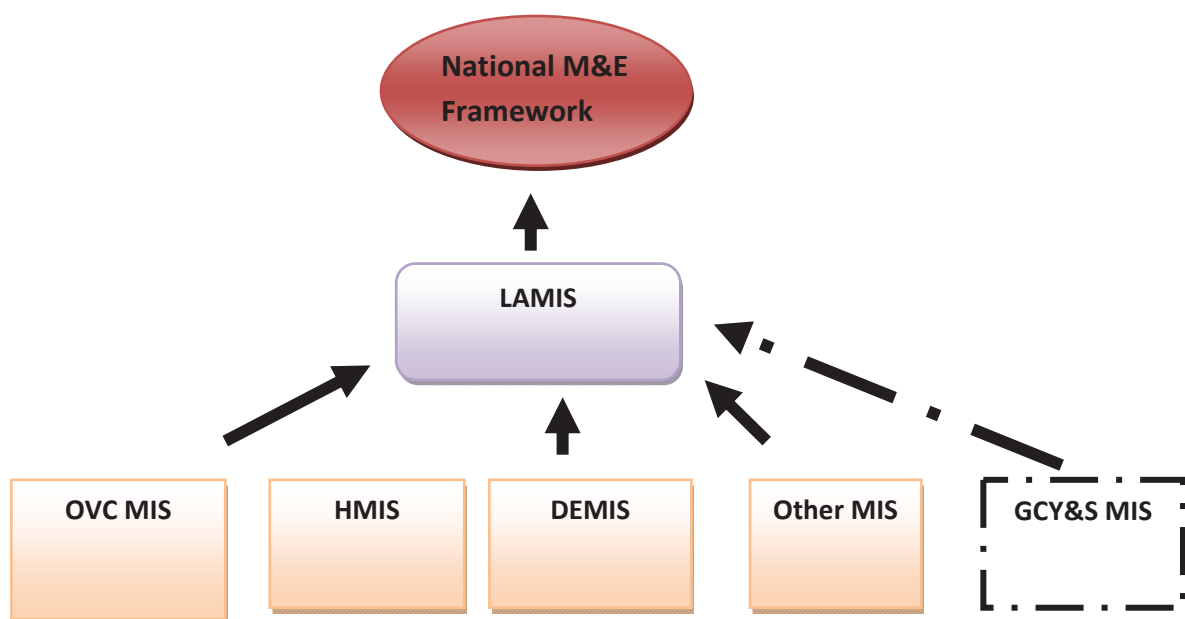 National M&E
Framework
LAMIS
OVC MIS
HMIS
DEMIS
Other MIS
GCY&S MIS